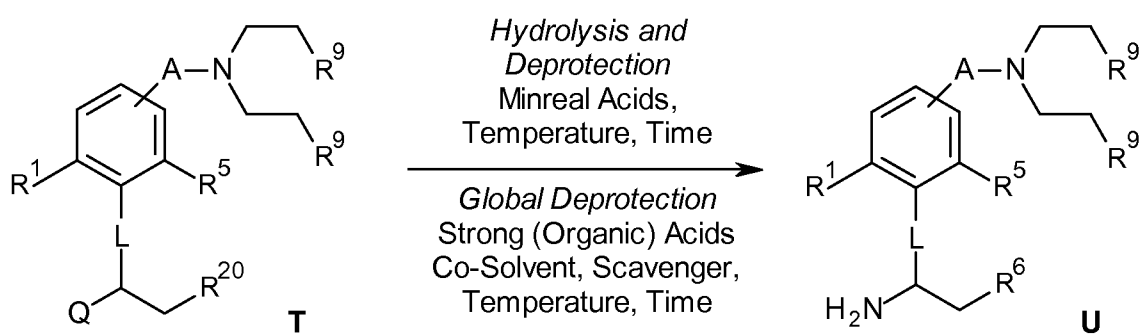 A–N
R⁹
R⁹
R¹
R⁵
L
Q
R²⁰
T
Hydrolysis and
Deprotection
Minreal Acids,
Temperature, Time
Global Deprotection
Strong (Organic) Acids
Co-Solvent, Scavenger,
Temperature, Time
A–N
R⁹
R⁹
R¹
R⁵
L
H₂N
R⁶
U